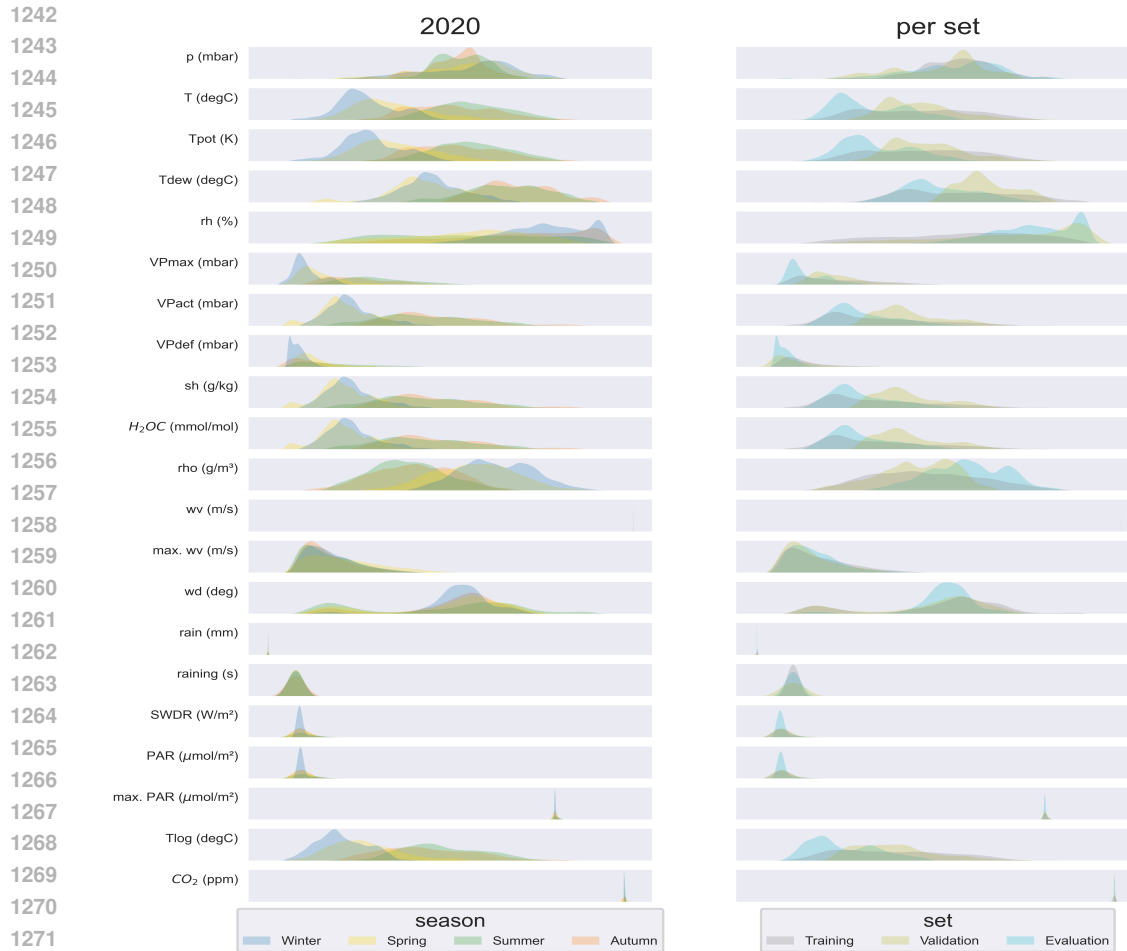 1242
2020 per set
1243
p (mbar)
1244
T (degC)
1245
Tpot (K)
1246
Tdew (degC)
1247
1248
rh (%)
1249
VPmax (mbar)
1250
VPact (mbar)
1251
1252
VPdef (mbar)
1253
sh (g/kg)
1254
H₂OC (mmol/mol)
1255
rho (g/m³)
1256
1257
wv (m/s)
1258
max. wv (m/s)
1259
wd (deg)
1260
1261
rain (mm)
1262
raining (s)
1263
SWDR (W/m²)
1264
PAR (μmol/m²)
1265
1266
max. PAR (μmol/m²)
1267
Tlog (degC)
1268
CO₂ (ppm)
1269
1270
season set
1271
Winter Spring Summer Autumn Training Validation Evaluation